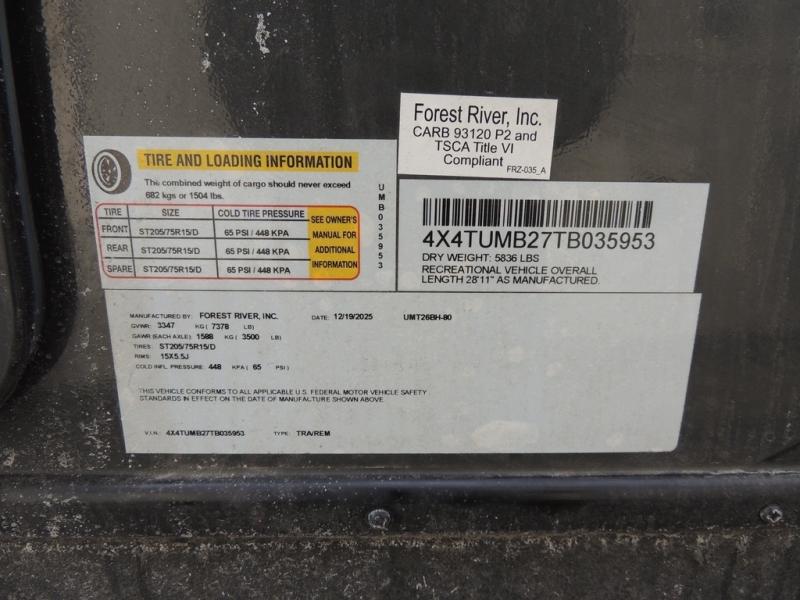 Forest River, Inc.
CARB 93120 P2 and
TSCA Title VI
Compliant
FRZ-035_A
TIRE AND LOADING INFORMATION
The combined weight of cargo should never exceed
682 kgs or 1504 lbs.
TIRE SIZE COLD TIRE PRESSURE SEE OWNER'S
FRONT ST205/75R15/D 65 PSI / 448 KPA MANUAL FOR
REAR ST205/75R15/D 65 PSI / 448 KPA ADDITIONAL
SPARE ST205/75R15/D 65 PSI / 448 KPA INFORMATION
UMB035953
4X4TUMB27TB035953
DRY WEIGHT: 5836 LBS
RECREATIONAL VEHICLE OVERALL
LENGTH 28'11" AS MANUFACTURED.
MANUFACTURED BY: FOREST RIVER, INC. DATE: 12/19/2025 UMT26BH-80
GVWR: 3347 KG ( 7378 LB)
GAWR (EACH AXLE): 1588 KG ( 3500 LB)
TIRES: ST205/75R15/D
RIMS: 15X5.5J
COLD INFL. PRESSURE: 448 KPA ( 65 PSI)
THIS VEHICLE CONFORMS TO ALL APPLICABLE U.S. FEDERAL MOTOR VEHICLE SAFETY
STANDARDS IN EFFECT ON THE DATE OF MANUFACTURE SHOWN ABOVE.
V.I.N.: 4X4TUMB27TB035953 TYPE: TRA/REM